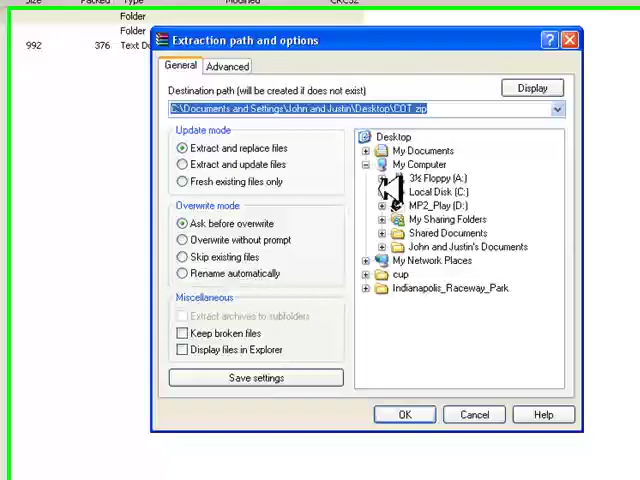 Size Packed Type Modified CRC32
Folder
Folder
992 376 Text Do
Extraction path and options
General Advanced
Destination path (will be created if does not exist)
Display
C:\Documents and Settings\John and Justin\Desktop\COT zip
Update mode
Extract and replace files
Extract and update files
Fresh existing files only
Overwrite mode
Ask before overwrite
Overwrite without prompt
Skip existing files
Rename automatically
Miscellaneous
Extract archives to subfolders
Keep broken files
Display files in Explorer
Save settings
Desktop
My Documents
My Computer
3½ Floppy (A:)
Local Disk (C:)
MP2_Play (D:)
My Sharing Folders
Shared Documents
John and Justin's Documents
My Network Places
cup
Indianapolis_Raceway_Park
OK Cancel Help